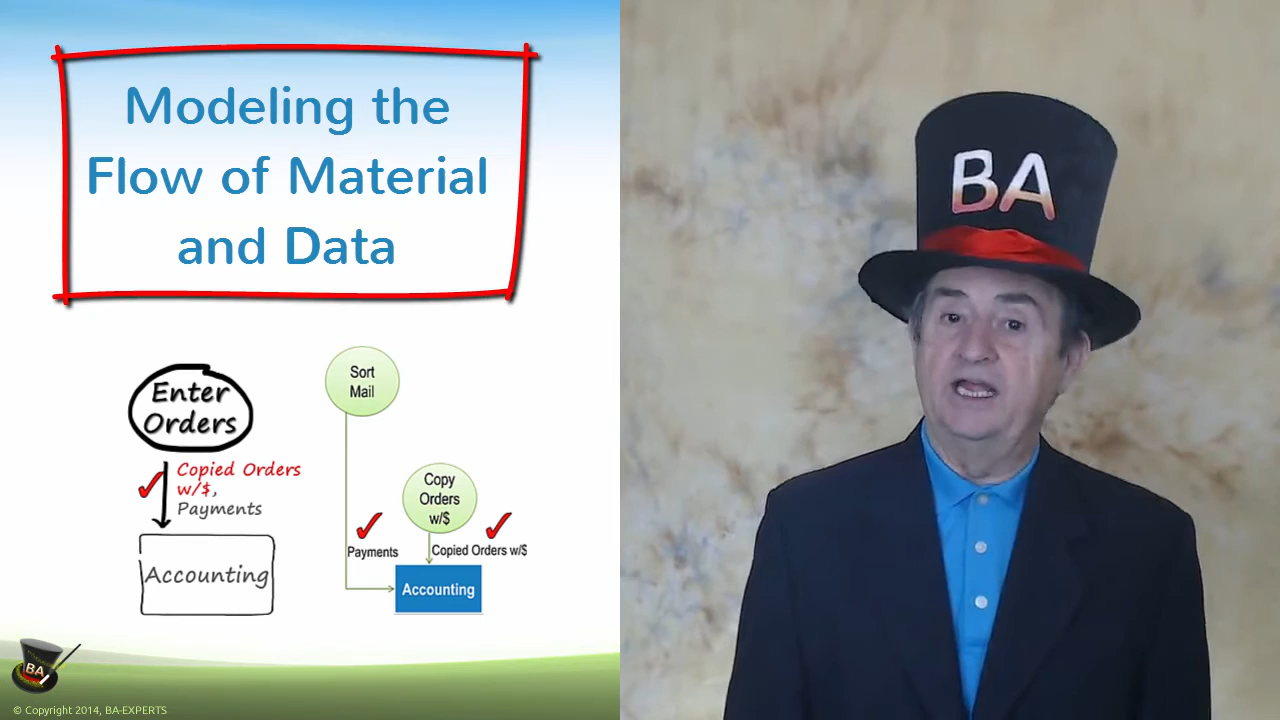 Modeling the
Flow of Material
and Data
BA
Enter
Orders
Copied Orders
w/$,
Payments
Accounting
Sort
Mail
Copy
Orders
w/$
Payments
Copied Orders w/$
Accounting
BA
© Copyright 2014, BA-EXPERTS